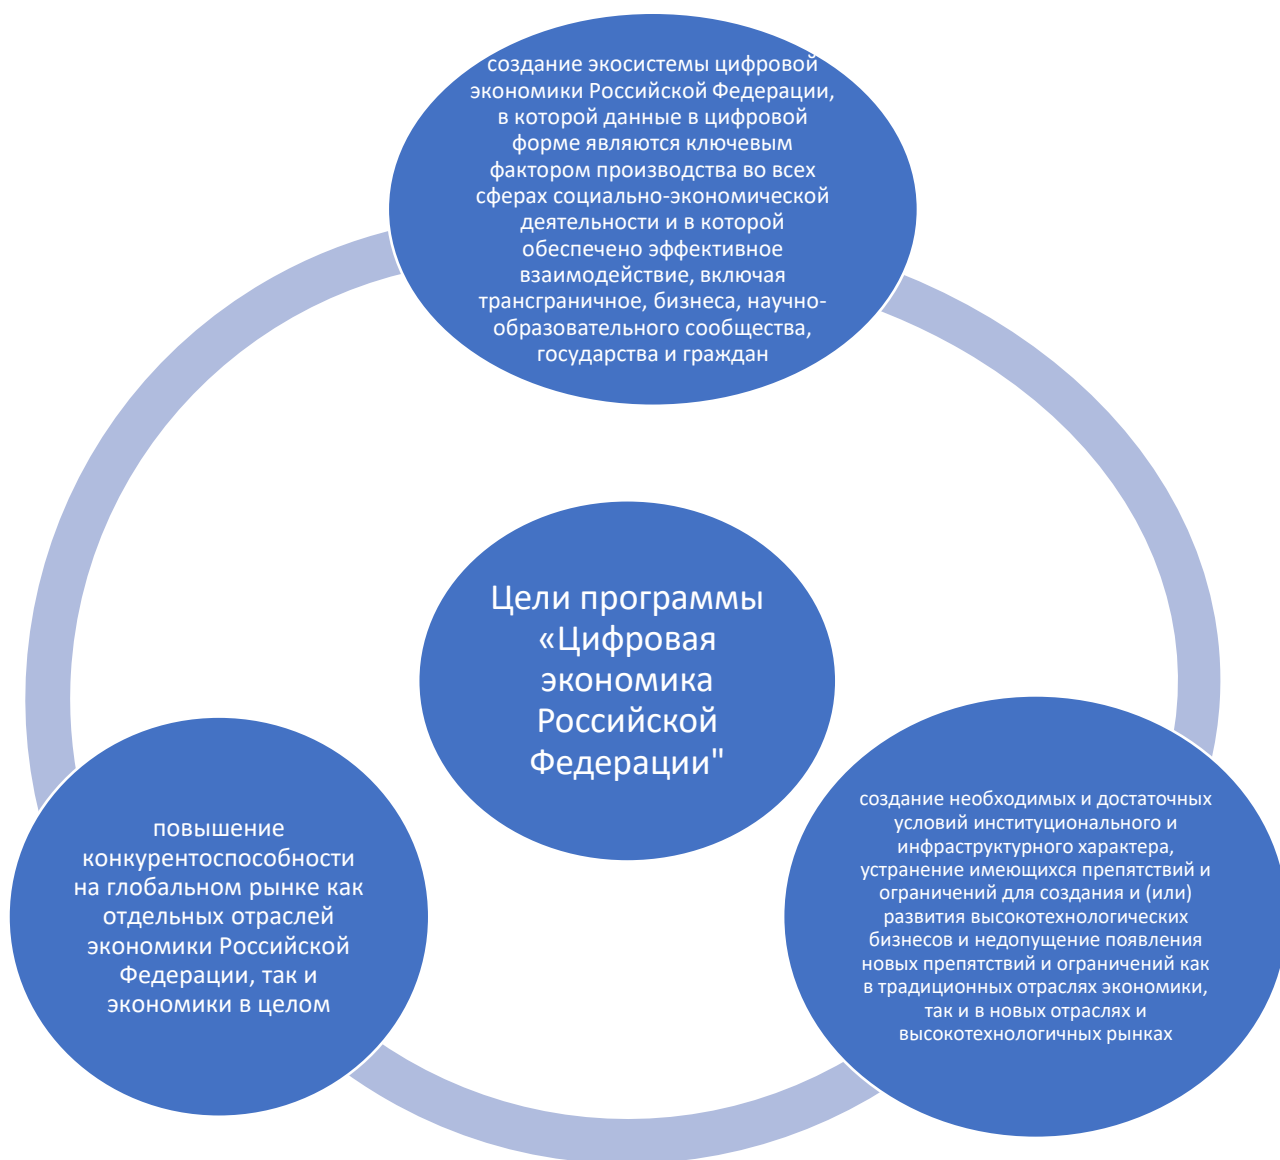 создание экосистемы цифровой
экономики Российской Федерации,
в которой данные в цифровой
форме являются ключевым
фактором производства во всех
сферах социально-экономической
деятельности и в которой
обеспечено эффективное
взаимодействие, включая
трансграничное, бизнеса, научно-
образовательного сообщества,
государства и граждан
Цели программы
«Цифровая
экономика
Российской
Федерации"
создание необходимых и достаточных
условий институционального и
инфраструктурного характера,
устранение имеющихся препятствий и
ограничений для создания и (или)
развития высокотехнологических
бизнесов и недопущение появления
новых препятствий и ограничений как
в традиционных отраслях экономики,
так и в новых отраслях и
высокотехнологичных рынках
повышение
конкурентоспособности
на глобальном рынке как
отдельных отраслей
экономики Российской
Федерации, так и
экономики в целом